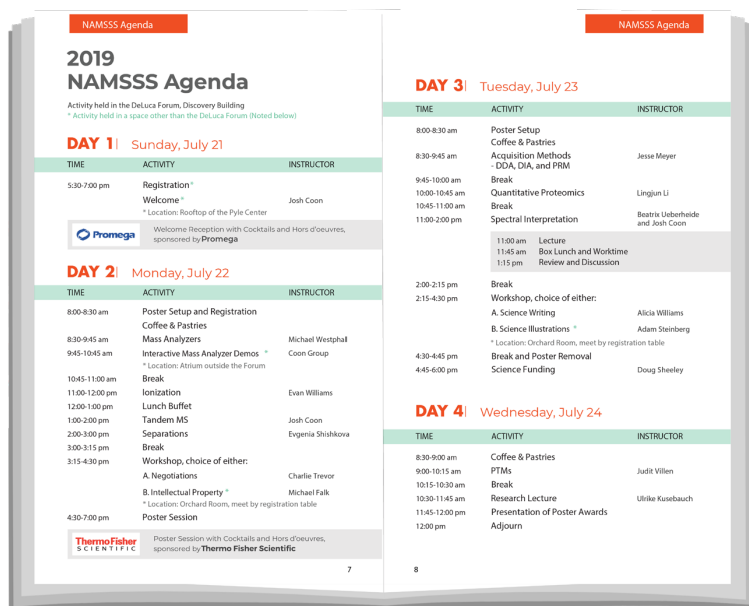 NAMSSS Agenda
2019
NAMSSS Agenda
Activity held in the DeLuca Forum, Discovery Building
* Activity held in a space other than the DeLuca Forum (Noted below)
DAY 1 Sunday, July 21
TIME ACTIVITY INSTRUCTOR
5:30-7:00 pm Registration *
Welcome * Josh Coon
* Location: Rooftop of the Pyle Center
Promega Welcome Reception with Cocktails and Hors d'oeuvres,
sponsored by Promega
DAY 2 Monday, July 22
TIME ACTIVITY INSTRUCTOR
8:00-8:30 am Poster Setup and Registration
Coffee & Pastries
8:30-9:45 am Mass Analyzers Michael Westphall
9:45-10:45 am Interactive Mass Analyzer Demos * Coon Group
* Location: Atrium outside the Forum
10:45-11:00 am Break
11:00-12:00 pm Ionization Evan Williams
12:00-1:00 pm Lunch Buffet
1:00-2:00 pm Tandem MS Josh Coon
2:00-3:00 pm Separations Evgenia Shishkova
3:00-3:15 pm Break
3:15-4:30 pm Workshop, choice of either:
A. Negotiations Charlie Trevor
B. Intellectual Property * Michael Falk
* Location: Orchard Room, meet by registration table
4:30-7:00 pm Poster Session
ThermoFisher
SCIENTIFIC
Poster Session with Cocktails and Hors d'oeuvres,
sponsored by Thermo Fisher Scientific
7
NAMSSS Agenda
DAY 3 Tuesday, July 23
TIME ACTIVITY INSTRUCTOR
8:00-8:30 am Poster Setup
Coffee & Pastries
8:30-9:45 am Acquisition Methods Jesse Meyer
- DDA, DIA, and PRM
9:45-10:00 am Break
10:00-10:45 am Quantitative Proteomics Lingjun Li
10:45-11:00 am Break
11:00-2:00 pm Spectral Interpretation Beatrix Ueberheide
and Josh Coon
11:00 am Lecture
11:45 am Box Lunch and Worktime
1:15 pm Review and Discussion
2:00-2:15 pm Break
2:15-4:30 pm Workshop, choice of either:
A. Science Writing Alicia Williams
B. Science Illustrations * Adam Steinberg
* Location: Orchard Room, meet by registration table
4:30-4:45 pm Break and Poster Removal
4:45-6:00 pm Science Funding Doug Sheeley
DAY 4 Wednesday, July 24
TIME ACTIVITY INSTRUCTOR
8:30-9:00 am Coffee & Pastries
9:00-10:15 am PTMs Judit Villen
10:15-10:30 am Break
10:30-11:45 am Research Lecture Ulrike Kusebauch
11:45-12:00 pm Presentation of Poster Awards
12:00 pm Adjourn
8